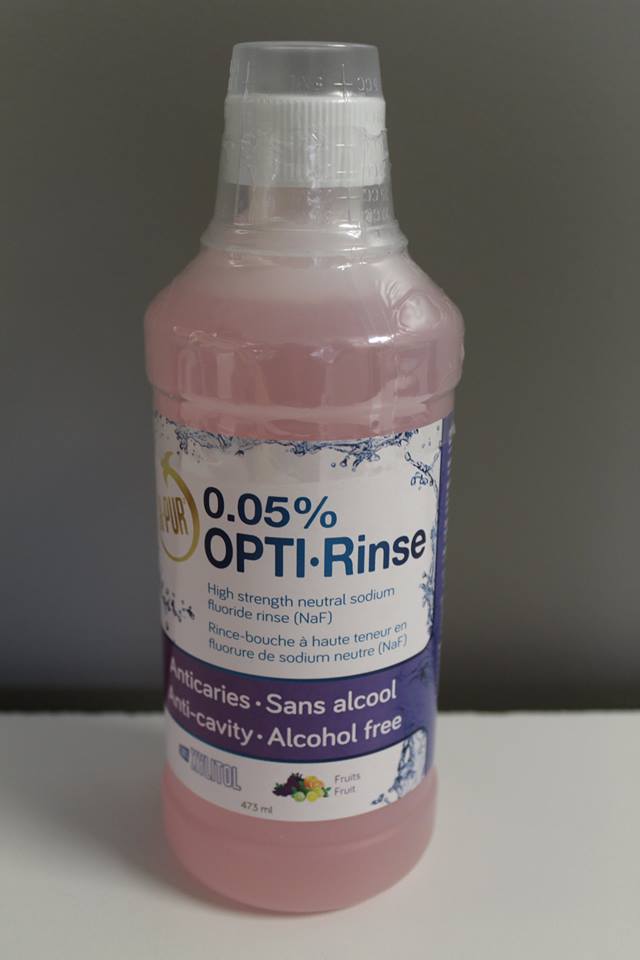 PUR
0.05%
OPTI·Rinse
High strength neutral sodium
fluoride rinse (NaF)
Rince-bouche à haute teneur en
fluorure de sodium neutre (NaF)
Anticaries · Sans alcool
Anti-cavity · Alcohol free
XYLITOL
Fruits
Fruit
473 ml